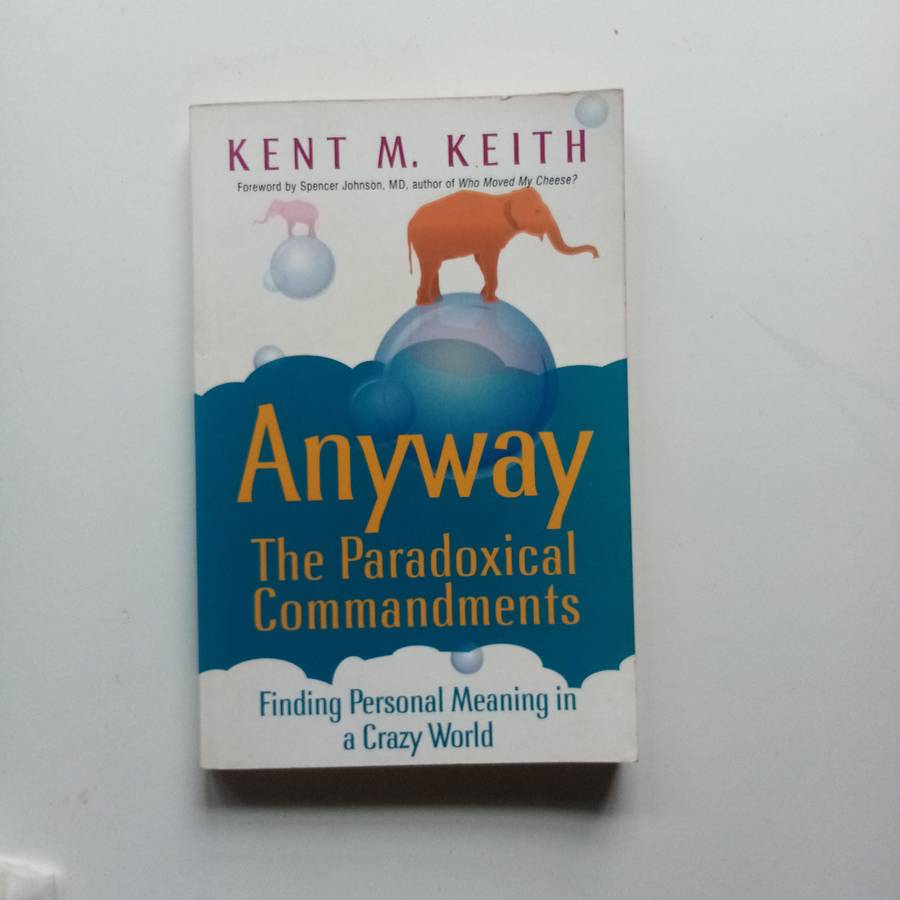 KENT M. KEITH
Foreword by Spencer Johnson, MD, author of Who Moved My Cheese?
Anyway
The Paradoxical
Commandments
Finding Personal Meaning in
a Crazy World